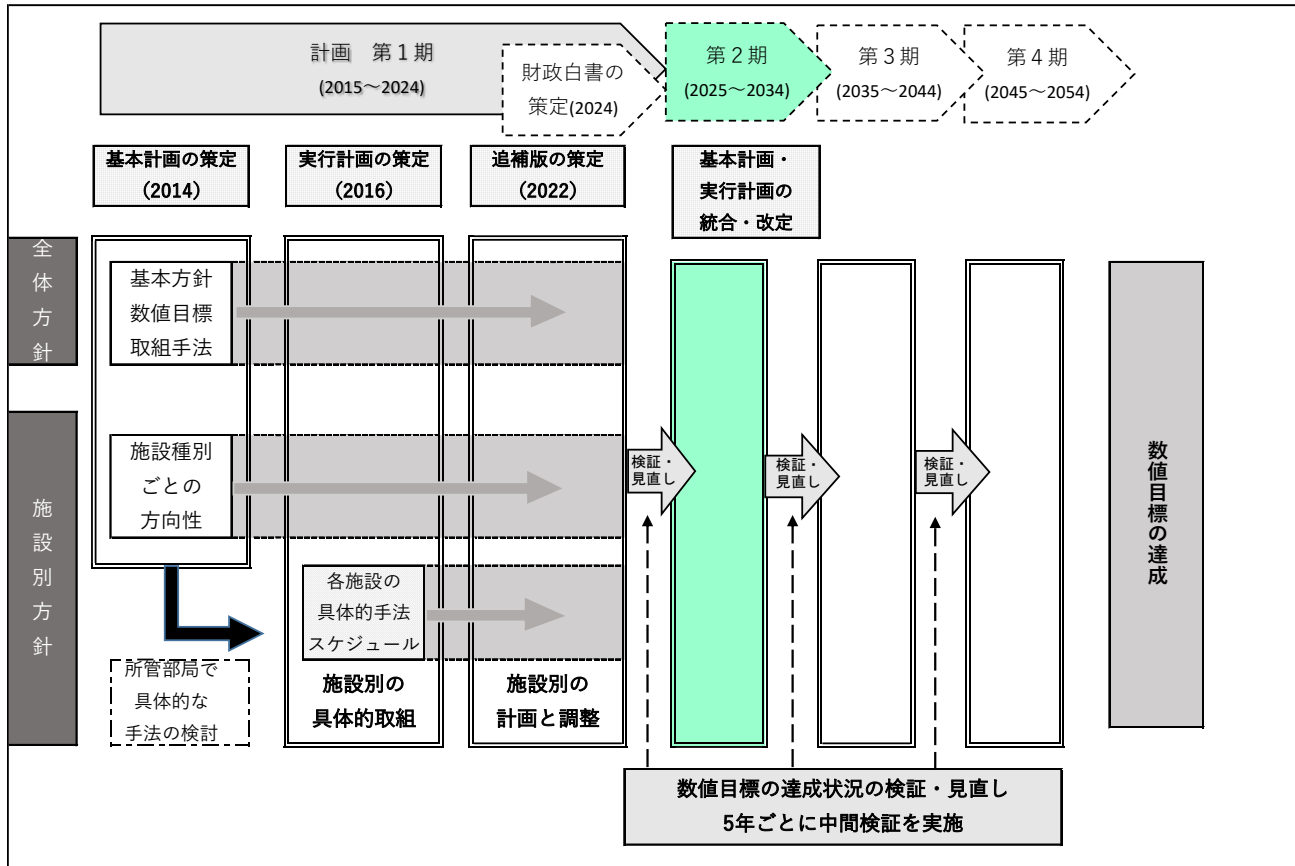 計画　第１期
(2015～2024)
財政白書の
策定(2024)
第２期
(2025～2034)
第３期
(2035～2044)
第４期
(2045～2054)
基本計画の策定
（2014）
実行計画の策定
（2016）
追補版の策定
（2022）
基本計画・
実行計画の
統合・改定
全体方針
基本方針
数値目標
取組手法
施設別方針
施設種別
ごとの
方向性
所管部局で
具体的な
手法の検討
各施設の
具体的手法
スケジュール
施設別の
具体的取組
施設別の
計画と調整
検証・
見直し
検証・
見直し
検証・
見直し
数値目標の達成
数値目標の達成状況の検証・見直し
5年ごとに中間検証を実施